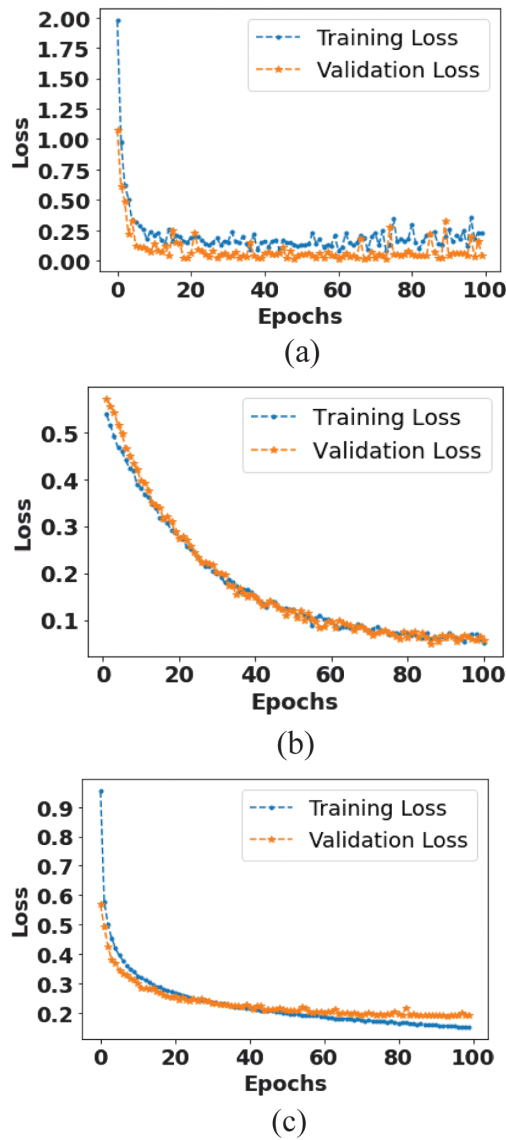 2.00
1.75
1.50
1.25
1.00
0.75
0.50
0.25
0.00
Loss
Training Loss
Validation Loss
0 20 40 60 80 100
Epochs
(a)
0.5
0.4
0.3
0.2
0.1
Loss
Training Loss
Validation Loss
0 20 40 60 80 100
Epochs
(b)
0.9
0.8
0.7
0.6
0.5
0.4
0.3
0.2
Loss
Training Loss
Validation Loss
0 20 40 60 80 100
Epochs
(c)